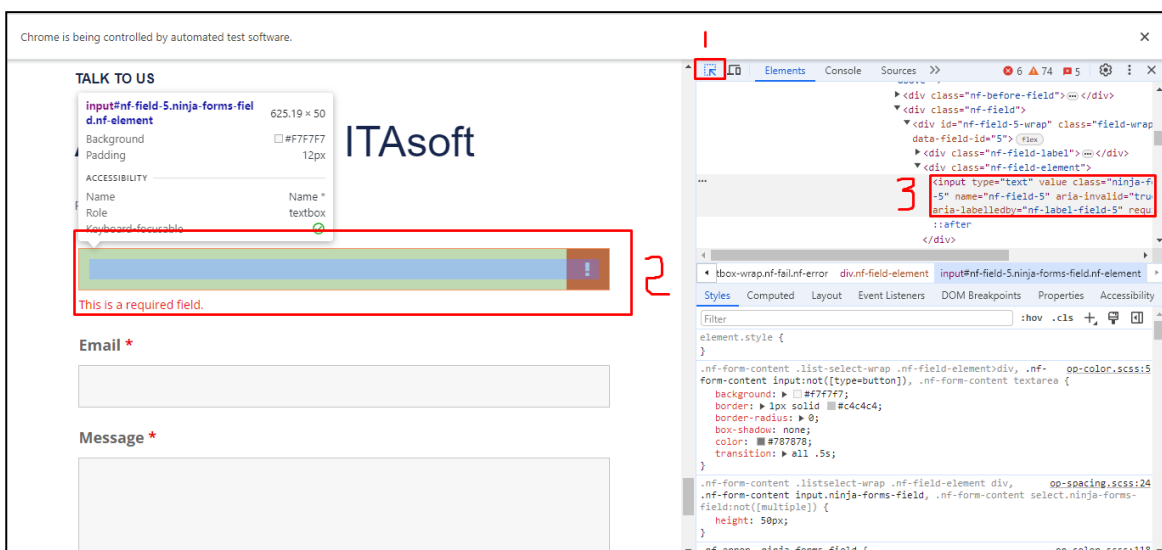 Chrome is being controlled by automated test software.
1
TALK TO US
input#nf-field-5.ninja-forms-fiel
d.nf-element
625.19 × 50
Background
#F7F7F7
Padding
12px
ACCESSIBILITY
Name
Name *
Role
textbox
Keyboard-focusable
ITAsoft
2
This is a required field.
Email *
Message *
Elements Console Sources
6 74 5
<div class="nf-before-field"> </div>
<div class="nf-field">
<div id="nf-field-5-wrap" class="field-wrap
data-field-id="5"> flex
<div class="nf-field-label"> </div>
<div class="nf-field-element">
3
<input type="text" value class="ninja-f
-5" name="nf-field-5" aria-invalid="tru
aria-labelledby="nf-label-field-5" requ
::after
</div>
tbox-wrap.nf-fail.nf-error div.nf-field-element input#nf-field-5.ninja-forms-field.nf-element
Styles Computed Layout Event Listeners DOM Breakpoints Properties Accessibility
Filter
:hov .cls
element.style {
}
.nf-form-content .list-select-wrap .nf-field-element>div, .nf- op-color.scss:5
form-content input:not([type=button]), .nf-form-content textarea {
background: #f7f7f7;
border: 1px solid #c4c4c4;
border-radius: 0;
box-shadow: none;
color: #787878;
transition: all .5s;
}
.nf-form-content .listselect-wrap .nf-field-element div, op-spacing.scss:24
.nf-form-content input.ninja-forms-field, .nf-form-content select.ninja-forms-
field:not([multiple]) {
height: 50px;
}